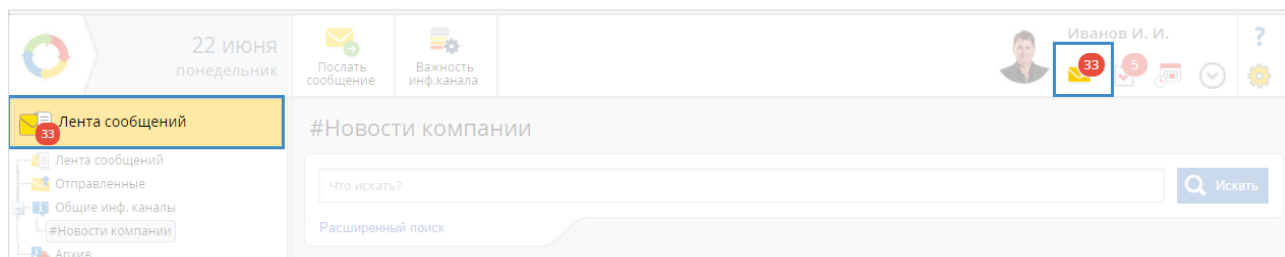 22 июня
понедельник
Послать
сообщение
Важность
инф.канала
Иванов И. И.
33
5
?
Лента сообщений
33
#Новости компании
Лента сообщений
Отправленные
Что искать?
Искать
Общие инф. каналы
#Новости компании
Расширенный поиск
Архив